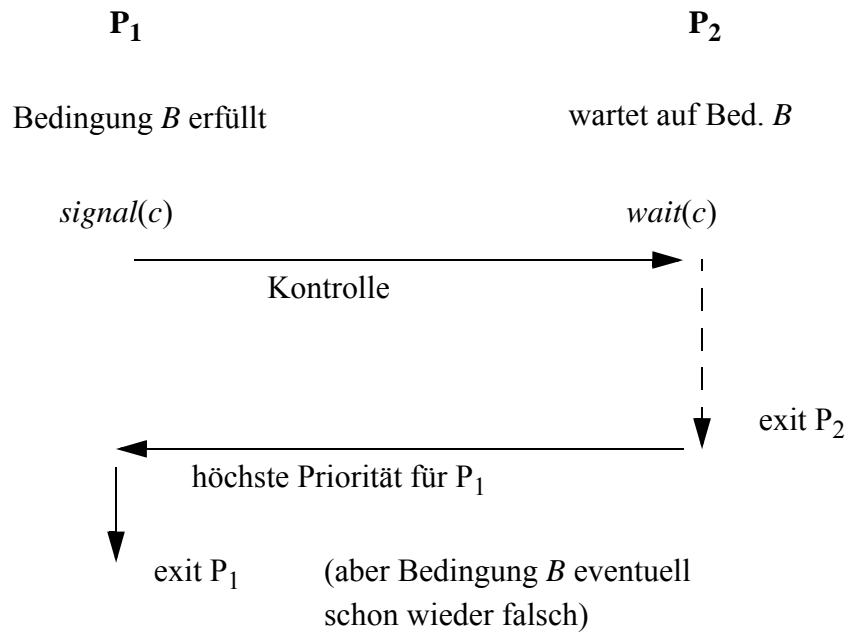 P1 P2
Bedingung B erfüllt wartet auf Bed. B
signal(c) wait(c)
Kontrolle
exit P2
höchste Priorität für P1
exit P1 (aber Bedingung B eventuell
schon wieder falsch)